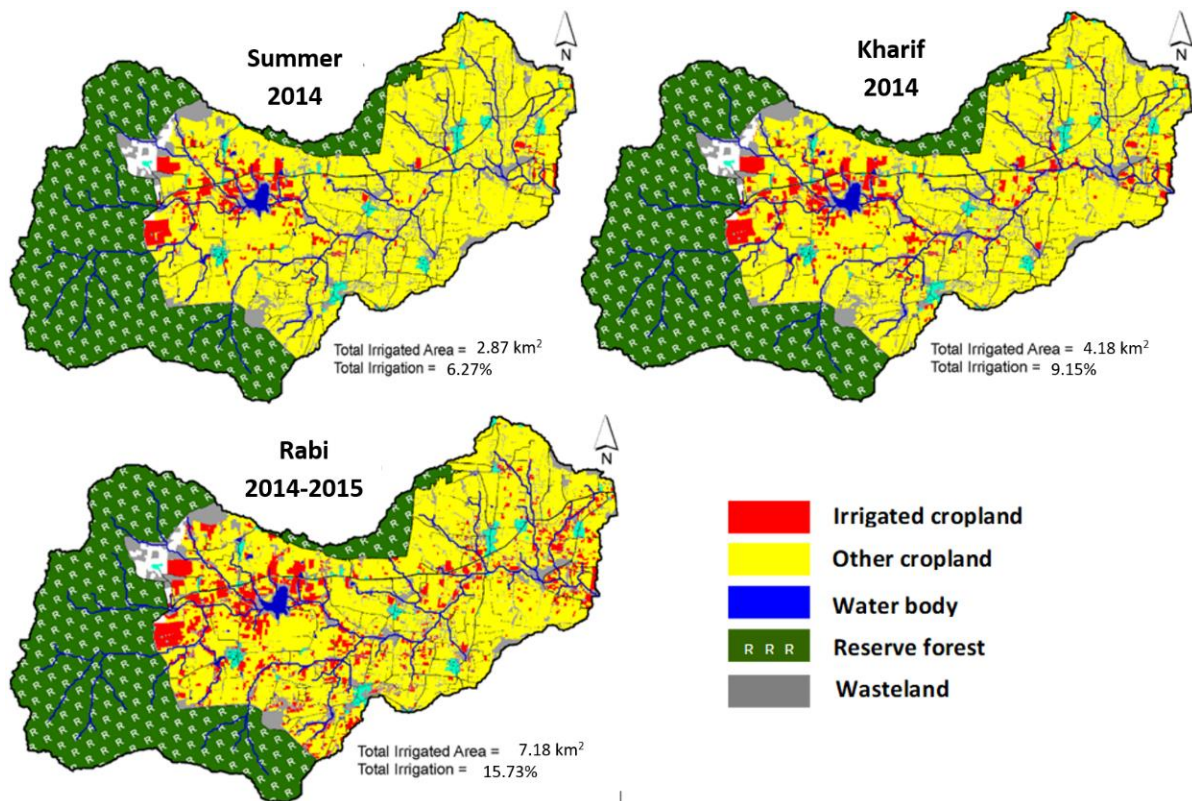 Summer
2014
N
Total Irrigated Area = 2.87 km²
Total Irrigation = 6.27%
Kharif
2014
N
Total Irrigated Area = 4.18 km²
Total Irrigation = 9.15%
Rabi
2014-2015
N
Total Irrigated Area = 7.18 km²
Total Irrigation = 15.73%
Irrigated cropland
Other cropland
Water body
R R R Reserve forest
Wasteland